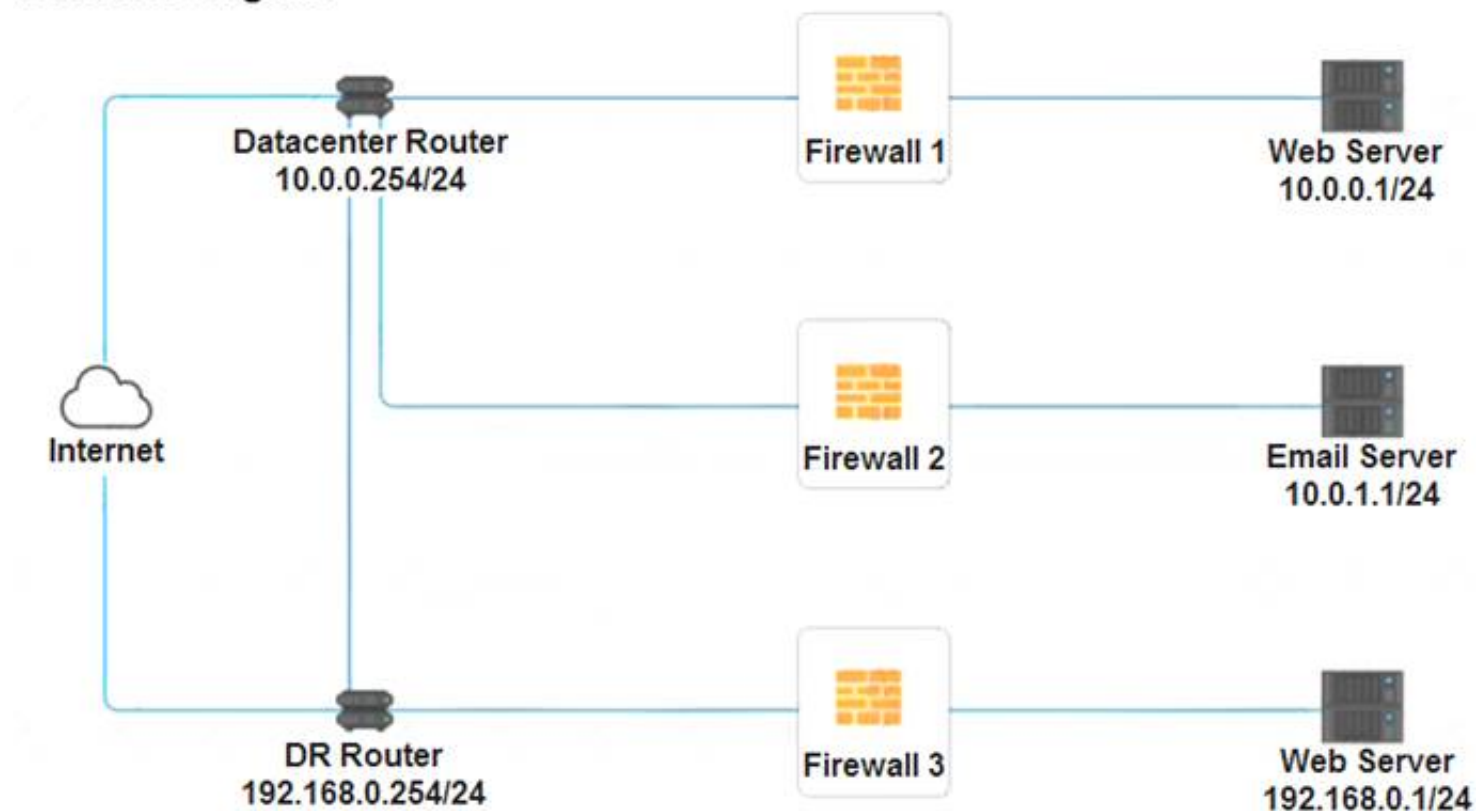 Datacenter Router
10.0.0.254/24
Firewall 1
Web Server
10.0.0.1/24
Internet
Firewall 2
Email Server
10.0.1.1/24
DR Router
192.168.0.254/24
Firewall 3
Web Server
192.168.0.1/24